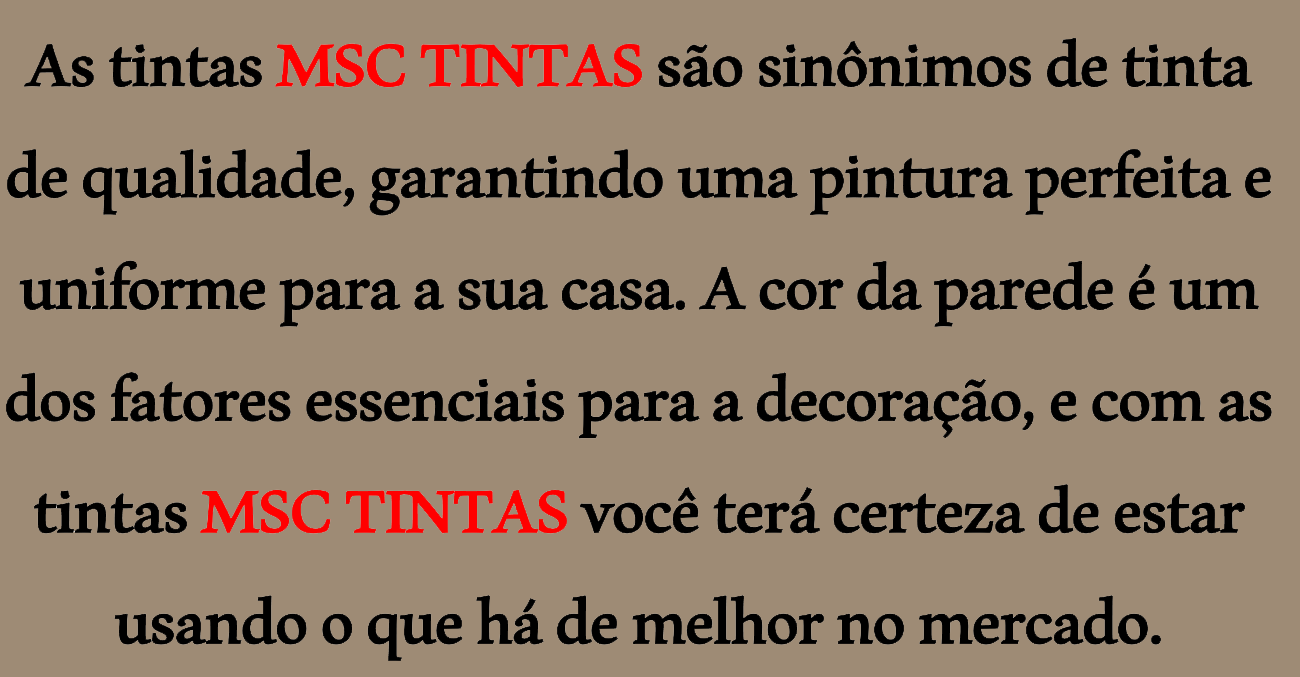 As tintas MSC TINTAS são sinônimos de tinta
de qualidade, garantindo uma pintura perfeita e
uniforme para a sua casa. A cor da parede é um
dos fatores essenciais para a decoração, e com as
tintas MSC TINTAS você terá certeza de estar
usando o que há de melhor no mercado.